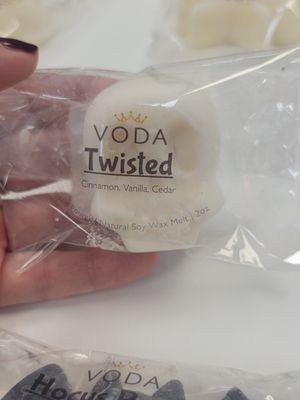 VODA
Twisted
Cinnamon, Vanilla, Cedar
Natural Soy Wax Melt | 2oz
VODA
Hocus